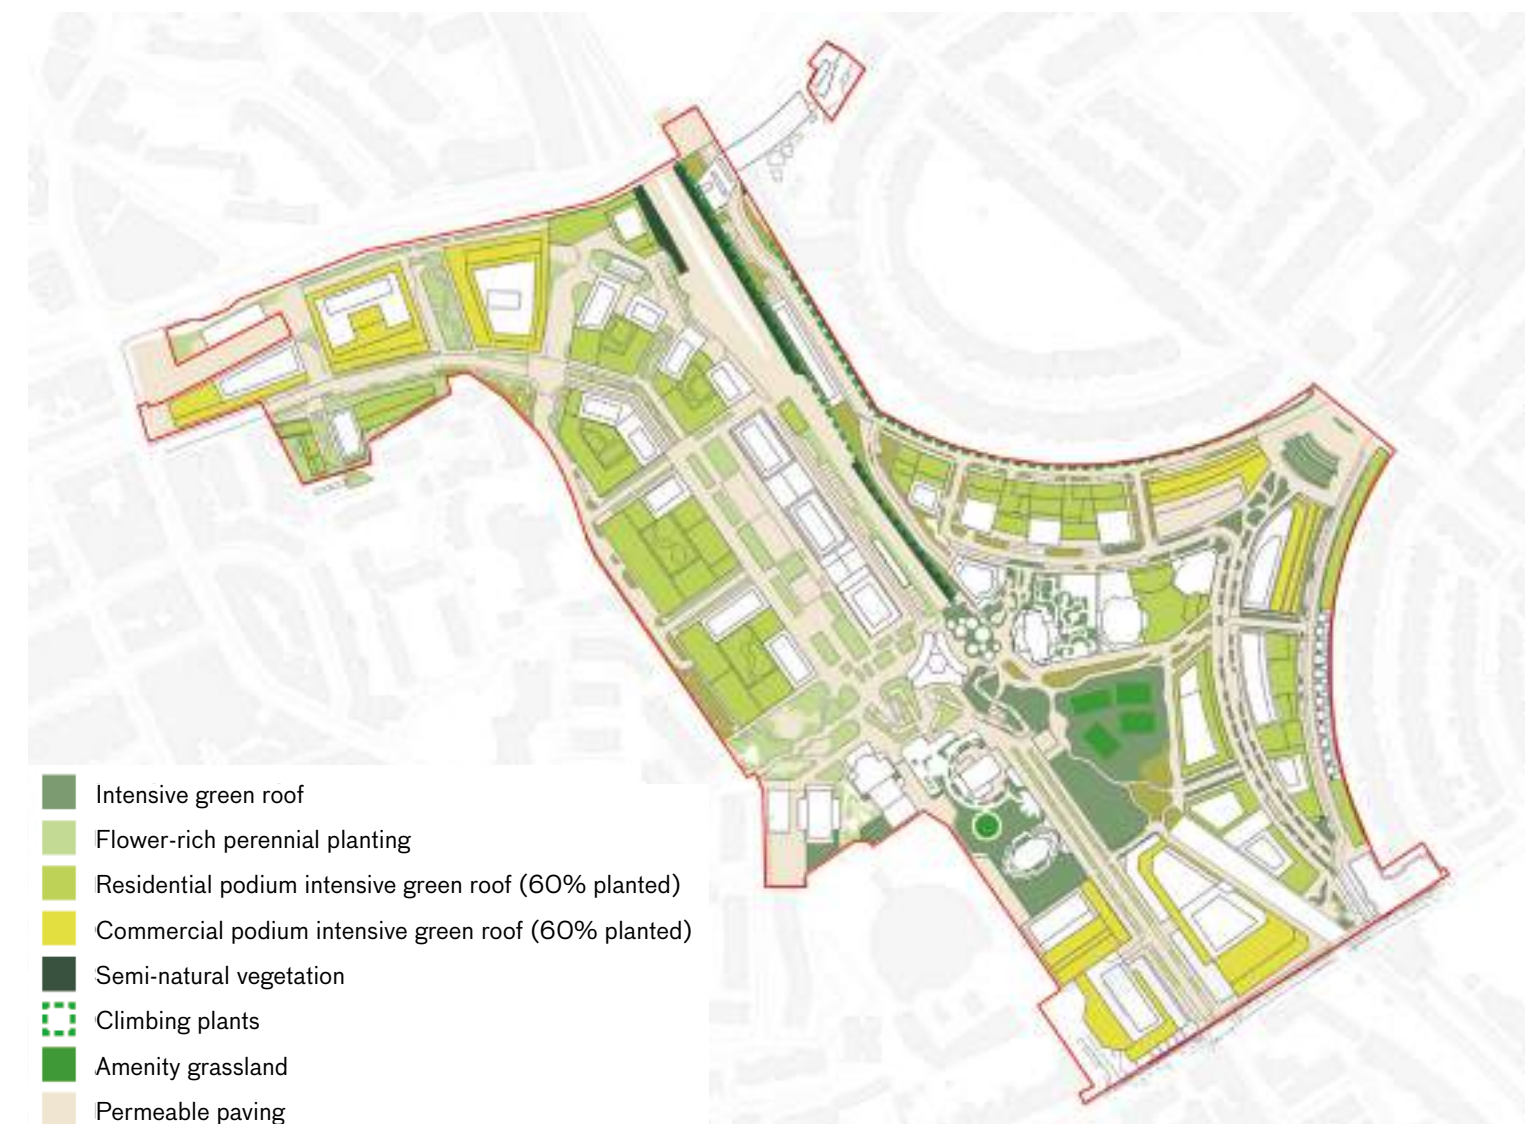 Intensive green roof
Flower-rich perennial planting
Residential podium intensive green roof (60% planted)
Commercial podium intensive green roof (60% planted)
Semi-natural vegetation
Climbing plants
Amenity grassland
Permeable paving